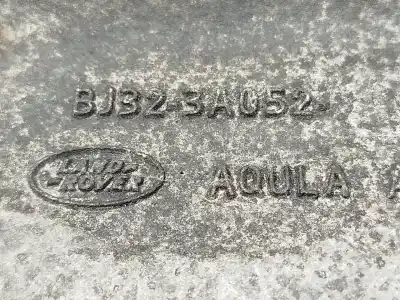 BJ32-3A052-
LAND-
-ROVER
AQULA